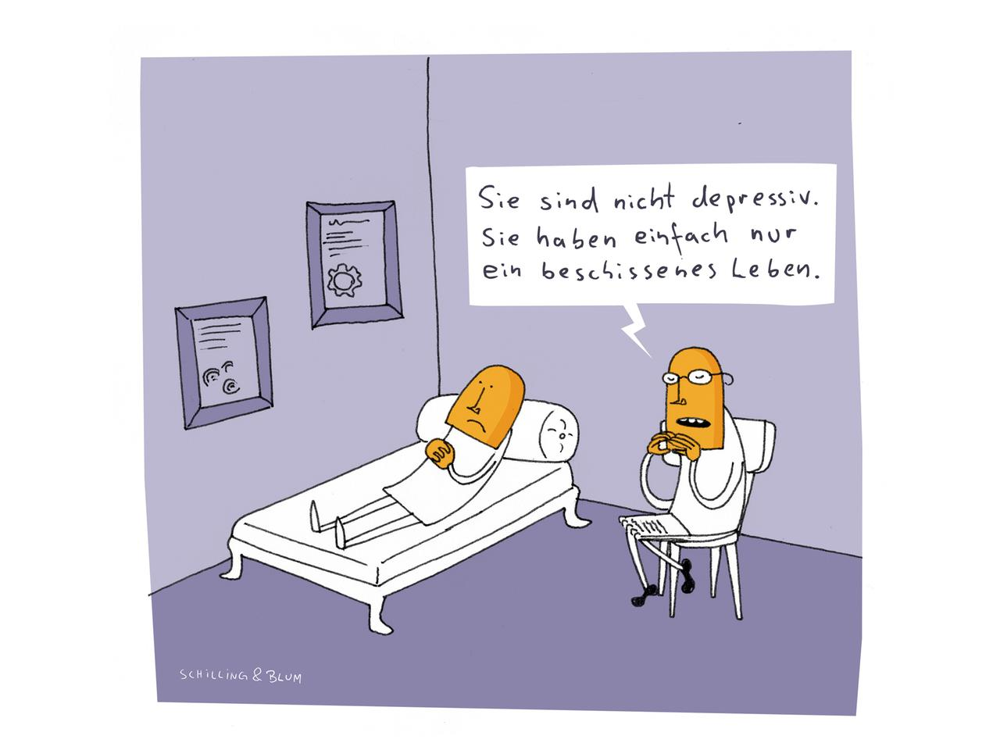 Sie sind nicht depressiv.
Sie haben einfach nur
ein beschissenes Leben.
SCHILLING & BLUM